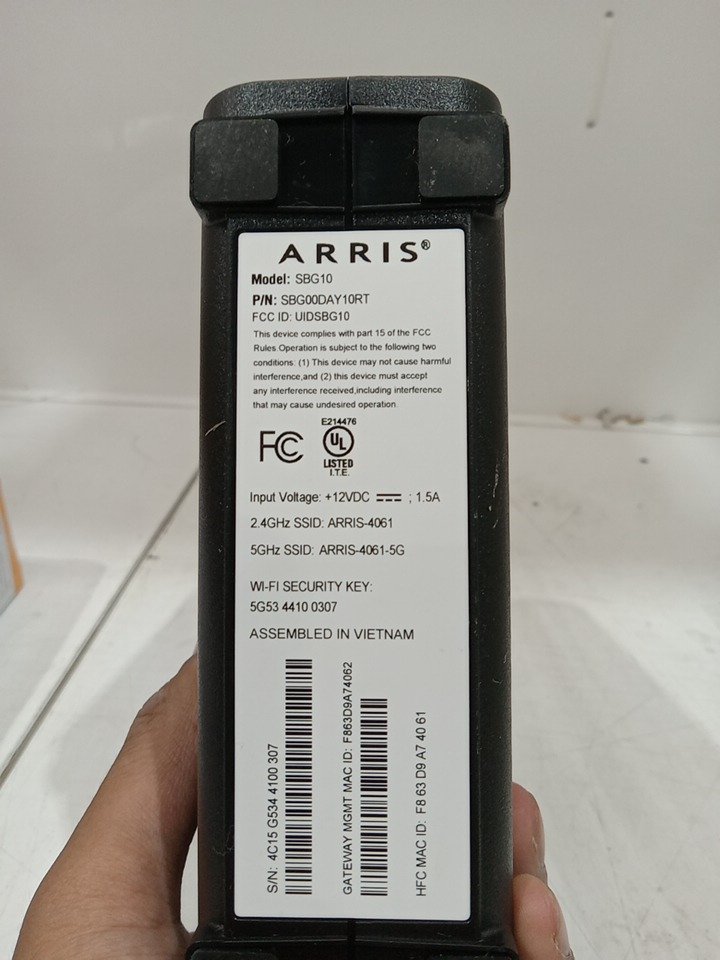 ARRIS®
Model: SBG10
P/N: SBG00DAY10RT
FCC ID: UIDSBG10
This device complies with part 15 of the FCC
Rules.Operation is subject to the following two
conditions: (1) This device may not cause harmful
interference,and (2) this device must accept
any interference received,including interference
that may cause undesired operation.
FC
E214476
UL
LISTED
I.T.E.
Input Voltage: +12VDC ; 1.5A
2.4GHz SSID: ARRIS-4061
5GHz SSID: ARRIS-4061-5G
WI-FI SECURITY KEY:
5G53 4410 0307
ASSEMBLED IN VIETNAM
S/N: 4C15 G534 4100 307
GATEWAY MGMT MAC ID: F863D9A74062
HFC MAC ID: F8 63 D9 A7 40 61